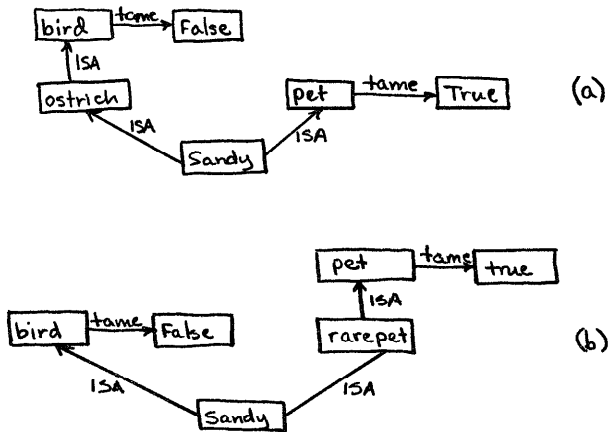 bird tame False
ISA
ostrich pet tame True (a)
ISA ISA
Sandy
pet tame true
ISA
bird tame False rarepet (b)
ISA ISA
Sandy